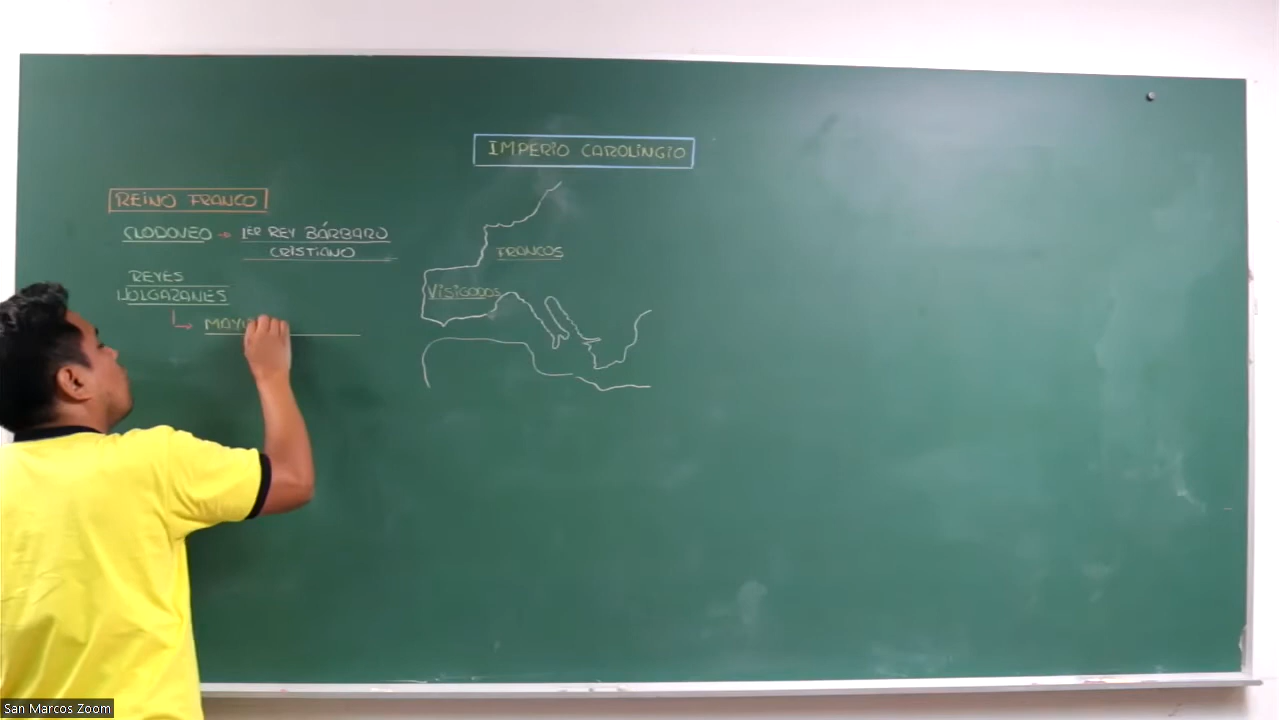 IMPERIO CAROLINGIO
REINO FRANCO
CLODOVEO → 1ER REY BÁRBARO
CRISTIANO
FRANCOS
REYES
HOLGAZANES
VISIGODOS
San Marcos Zoom